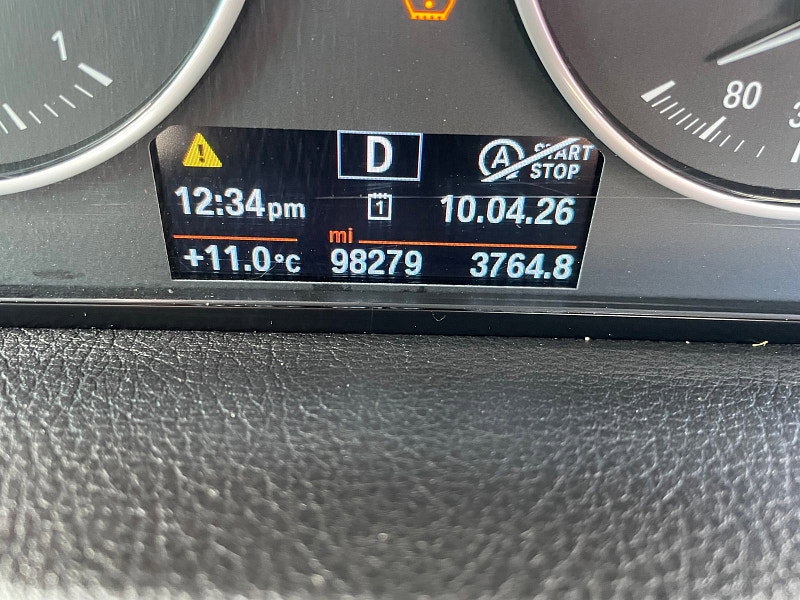 1
80
D
A START
STOP
12:34pm 1 10.04.26
mi
+11.0°C 98279 3764.8